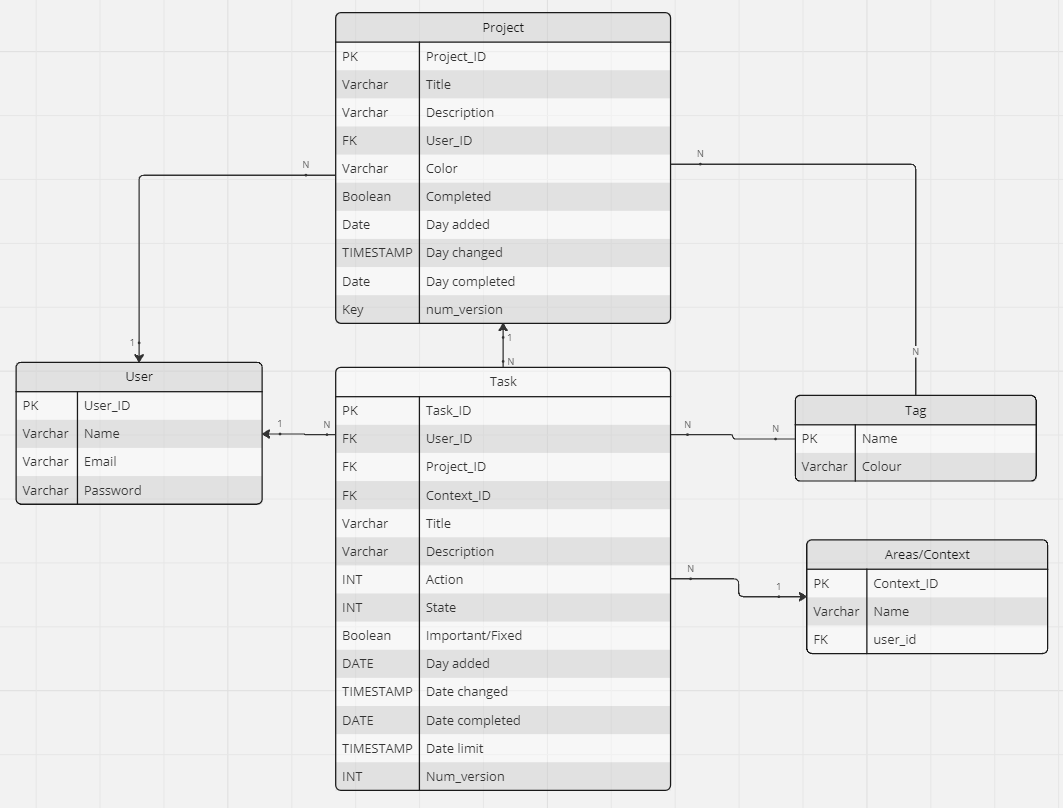 Project
PK Project_ID
Varchar Title
Varchar Description
FK User_ID
Varchar Color
Boolean Completed
Date Day added
TIMESTAMP Day changed
Date Day completed
Key num_version
N
N
1
N
1
N
User
PK User_ID
Varchar Name
Varchar Email
Varchar Password
1
N
Task
PK Task_ID
FK User_ID
FK Project_ID
FK Context_ID
Varchar Title
Varchar Description
INT Action
INT State
Boolean Important/Fixed
DATE Day added
TIMESTAMP Date changed
DATE Date completed
TIMESTAMP Date limit
INT Num_version
N
N
Tag
PK Name
Varchar Colour
N
1
Areas/Context
PK Context_ID
Varchar Name
FK user_id